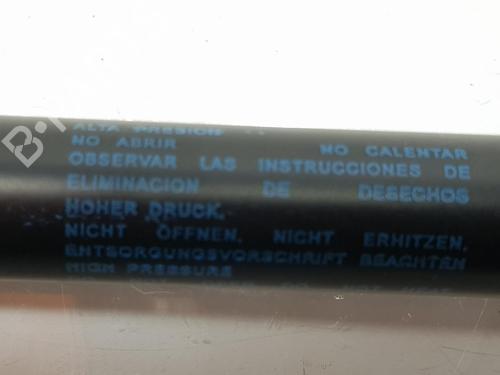 ALTA PRESION
NO ABRIR NO CALENTAR
OBSERVAR LAS INSTRUCCIONES DE
ELIMINACION DE DESECHOS
HOHER DRUCK.
NICHT ÖFFNEN, NICHT ERHITZEN,
ENTSORGUNGSVORSCHRIFT BEACHTEN
HIGH PRESSURE